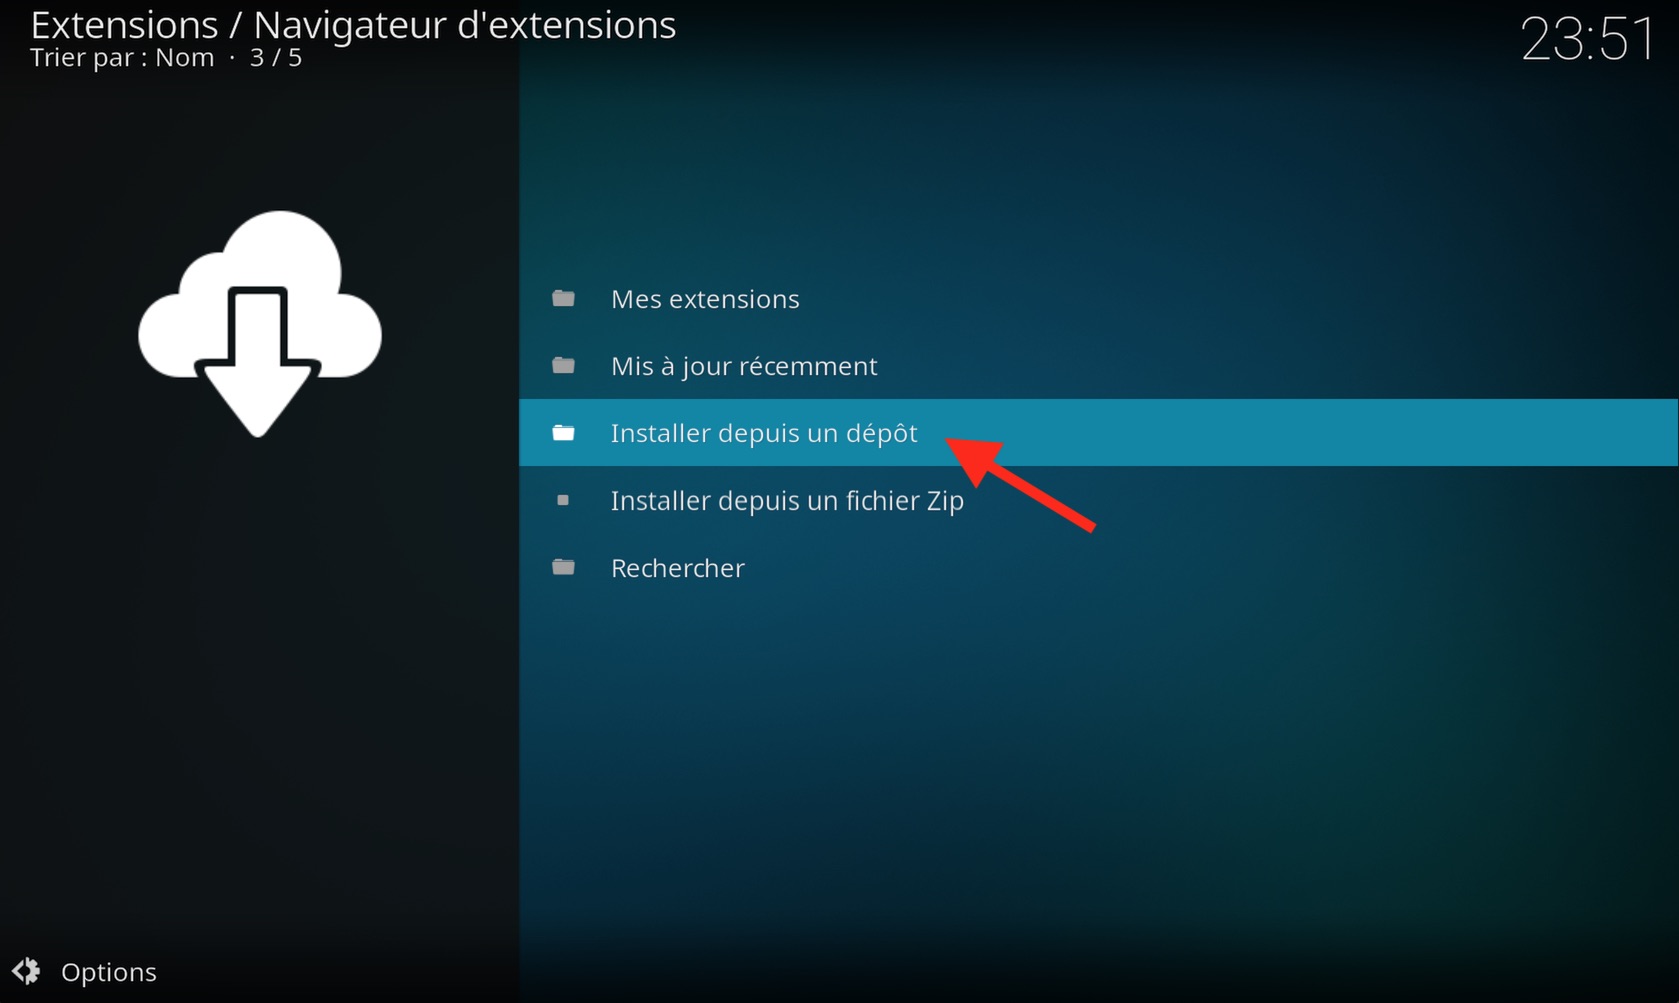 Extensions / Navigateur d'extensions
Trier par : Nom · 3 / 5
23:51
Mes extensions
Mis à jour récemment
Installer depuis un dépôt
Installer depuis un fichier Zip
Rechercher
Options